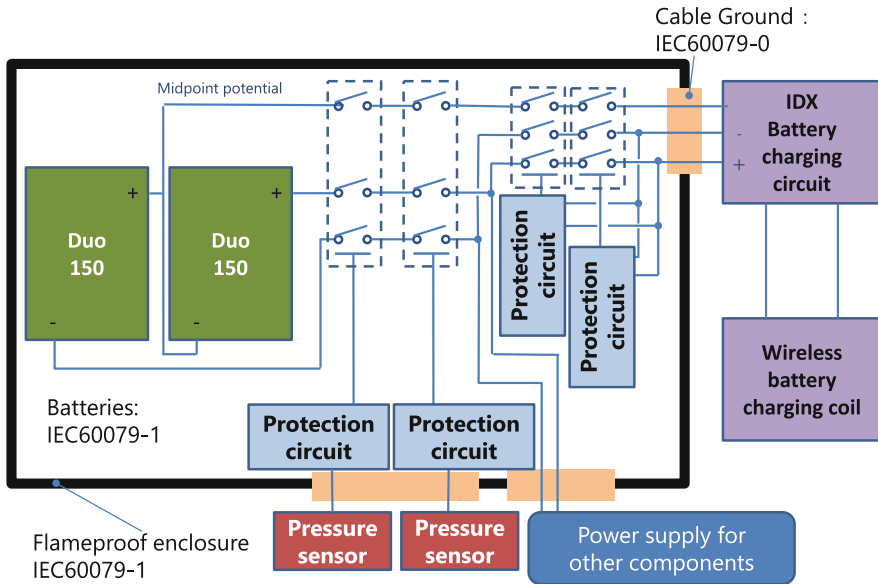 Cable Ground :
IEC60079-0
Midpoint potential
IDX
Battery
charging
circuit
-
-
+
+
Duo
150
-
+
Duo
150
-
Protection
circuit
Protection
circuit
Wireless
battery
charging coil
Batteries:
IEC60079-1
Protection
circuit
Protection
circuit
Flameproof enclosure
IEC60079-1
Pressure
sensor
Pressure
sensor
Power supply for
other components